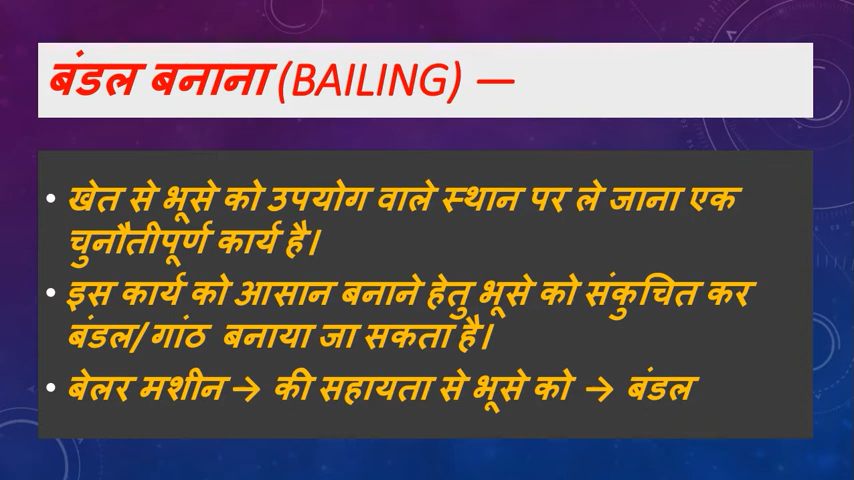 बंडल बनाना (BAILING) —
• खेत से भूसे को उपयोग वाले स्थान पर ले जाना एक
चुनौतीपूर्ण कार्य है।
• इस कार्य को आसान बनाने हेतु भूसे को संकुचित कर
बंडल/गांठ बनाया जा सकता है।
• बेलर मशीन → की सहायता से भूसे को → बंडल